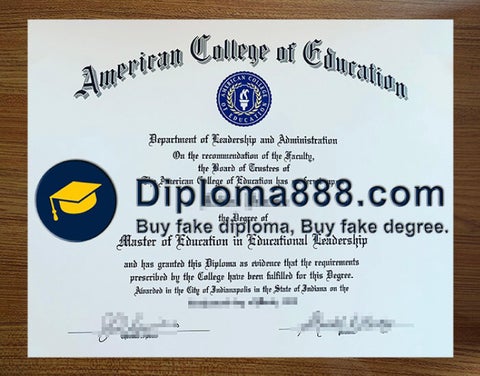 American College of Education
AMERICAN COLLEGE
OF EDUCATION
Department of Leadership and Administration
On the recommendation of the Faculty,
the Board of Trustees of
The American College of Education has
Diploma888.com
Buy fake diploma, Buy fake degree.
the Degree of
Master of Education in Educational Leadership
and has granted this Diploma as evidence that the requirements
prescribed by the College have been fulfilled for this Degree.
Awarded in the City of Indianapolis in the State of Indiana on the